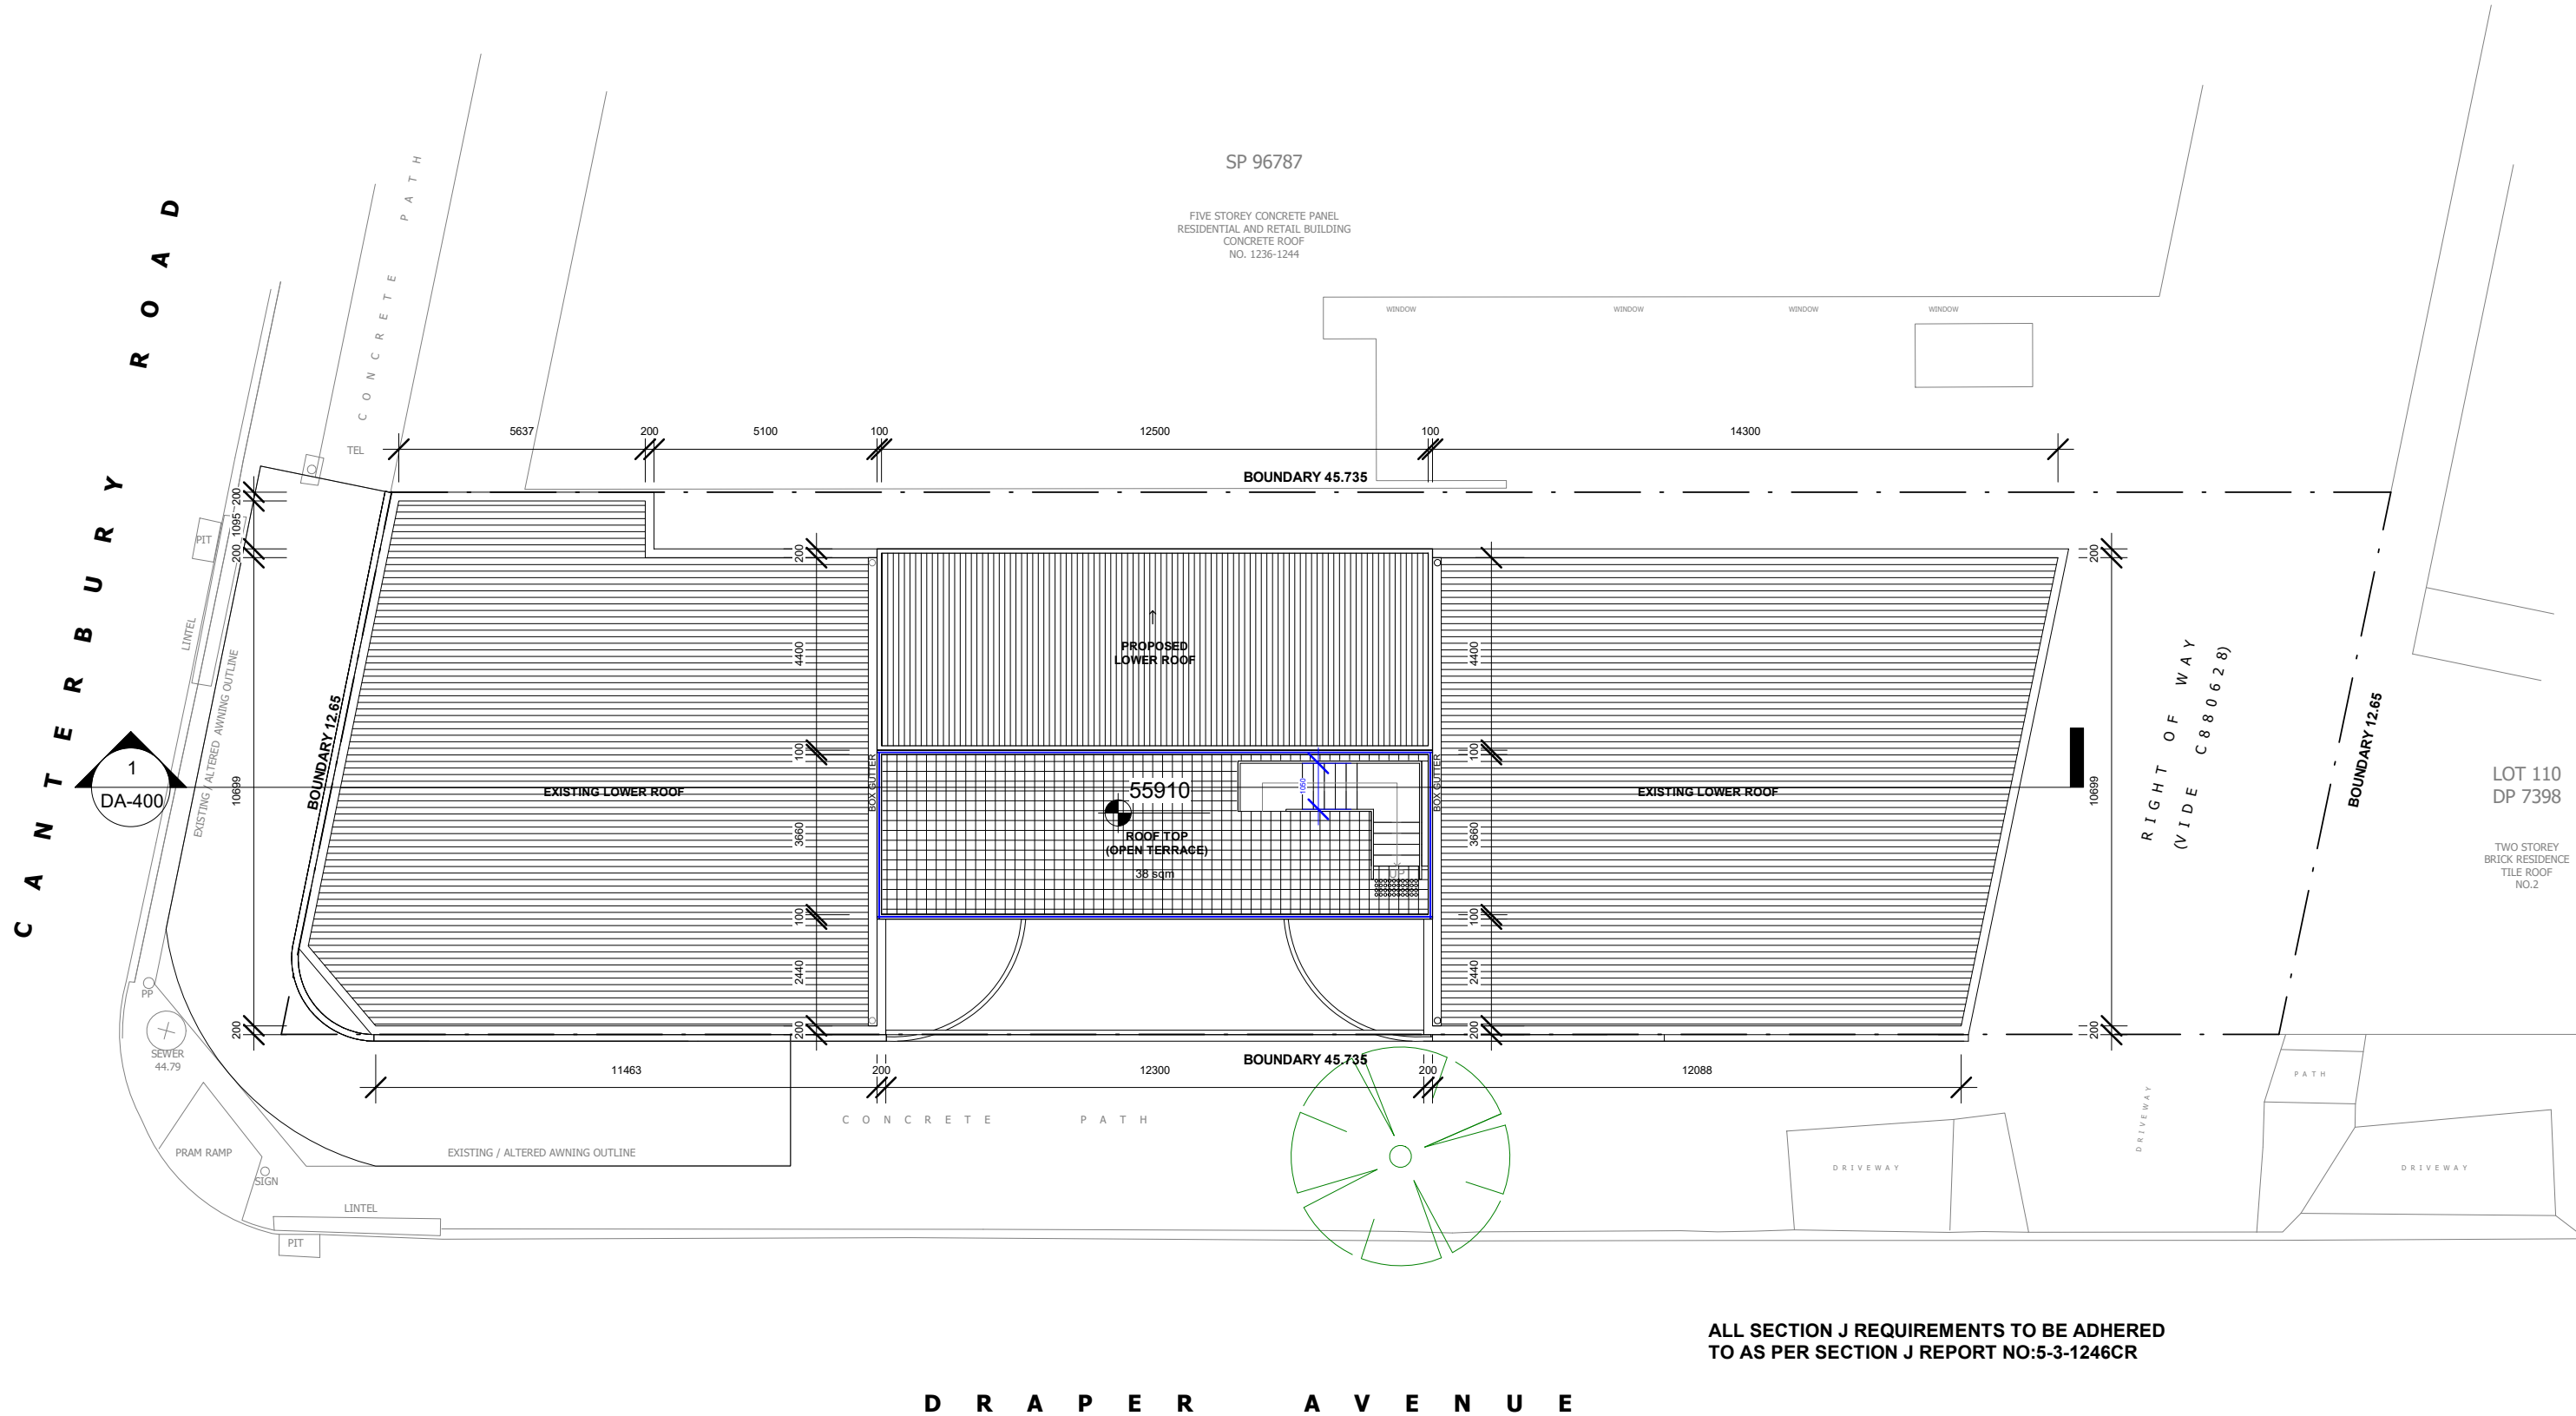 SP 96787
FIVE STOREY CONCRETE PANEL
RESIDENTIAL AND RETAIL BUILDING
CONCRETE ROOF
NO. 1236-1244
CANTERBURY ROAD
CONCRETE PATH
WINDOW
WINDOW
WINDOW
WINDOW
TEL
5637
200
5100
100
12500
100
14300
BOUNDARY 45.735
200
1095
200
10699
200
PIT
LINTEL
EXISTING / ALTERED AWNING OUTLINE
BOUNDARY 12.65
1
DA-400
EXISTING LOWER ROOF
200
4400
100
3660
100
2440
200
BOX GUTTER
PROPOSED
LOWER ROOF
55910
ROOF TOP
(OPEN TERRACE)
38 sqm
1050
UP
BOX GUTTER
4400
100
3660
100
2440
200
EXISTING LOWER ROOF
200
10699
200
RIGHT OF WAY
(VIDE C880628)
BOUNDARY 12.65
LOT 110
DP 7398
TWO STOREY
BRICK RESIDENCE
TILE ROOF
NO.2
PP
SEWER
44.79
BOUNDARY 45.735
11463
200
12300
200
12088
CONCRETE PATH
PRAM RAMP
EXISTING / ALTERED AWNING OUTLINE
SIGN
LINTEL
PIT
DRIVEWAY
DRIVEWAY
PATH
DRIVEWAY
ALL SECTION J REQUIREMENTS TO BE ADHERED
TO AS PER SECTION J REPORT NO:5-3-1246CR
DRAPER AVENUE